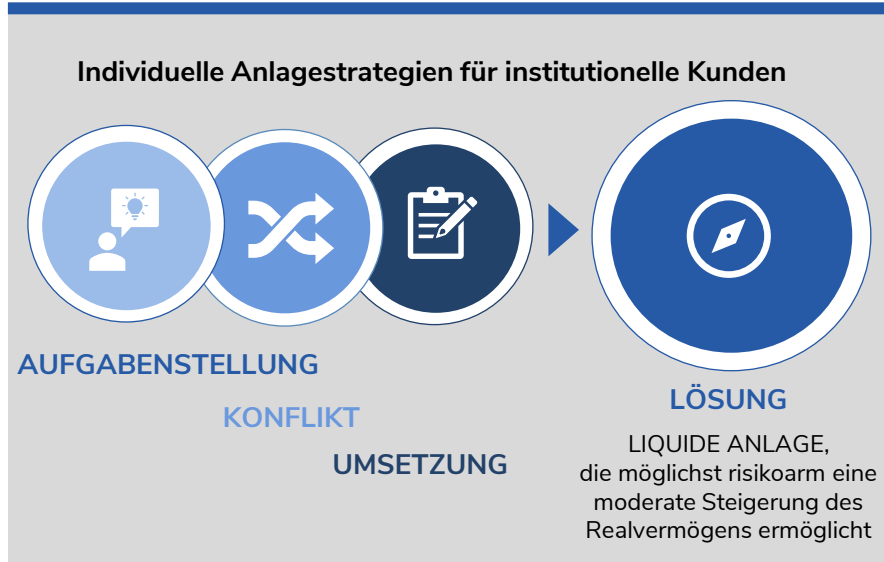 Individuelle Anlagestrategien für institutionelle Kunden
AUFGABENSTELLUNG
KONFLIKT
UMSETZUNG
LÖSUNG
LIQUIDE ANLAGE,
die möglichst risikoarm eine
moderate Steigerung des
Realvermögens ermöglicht